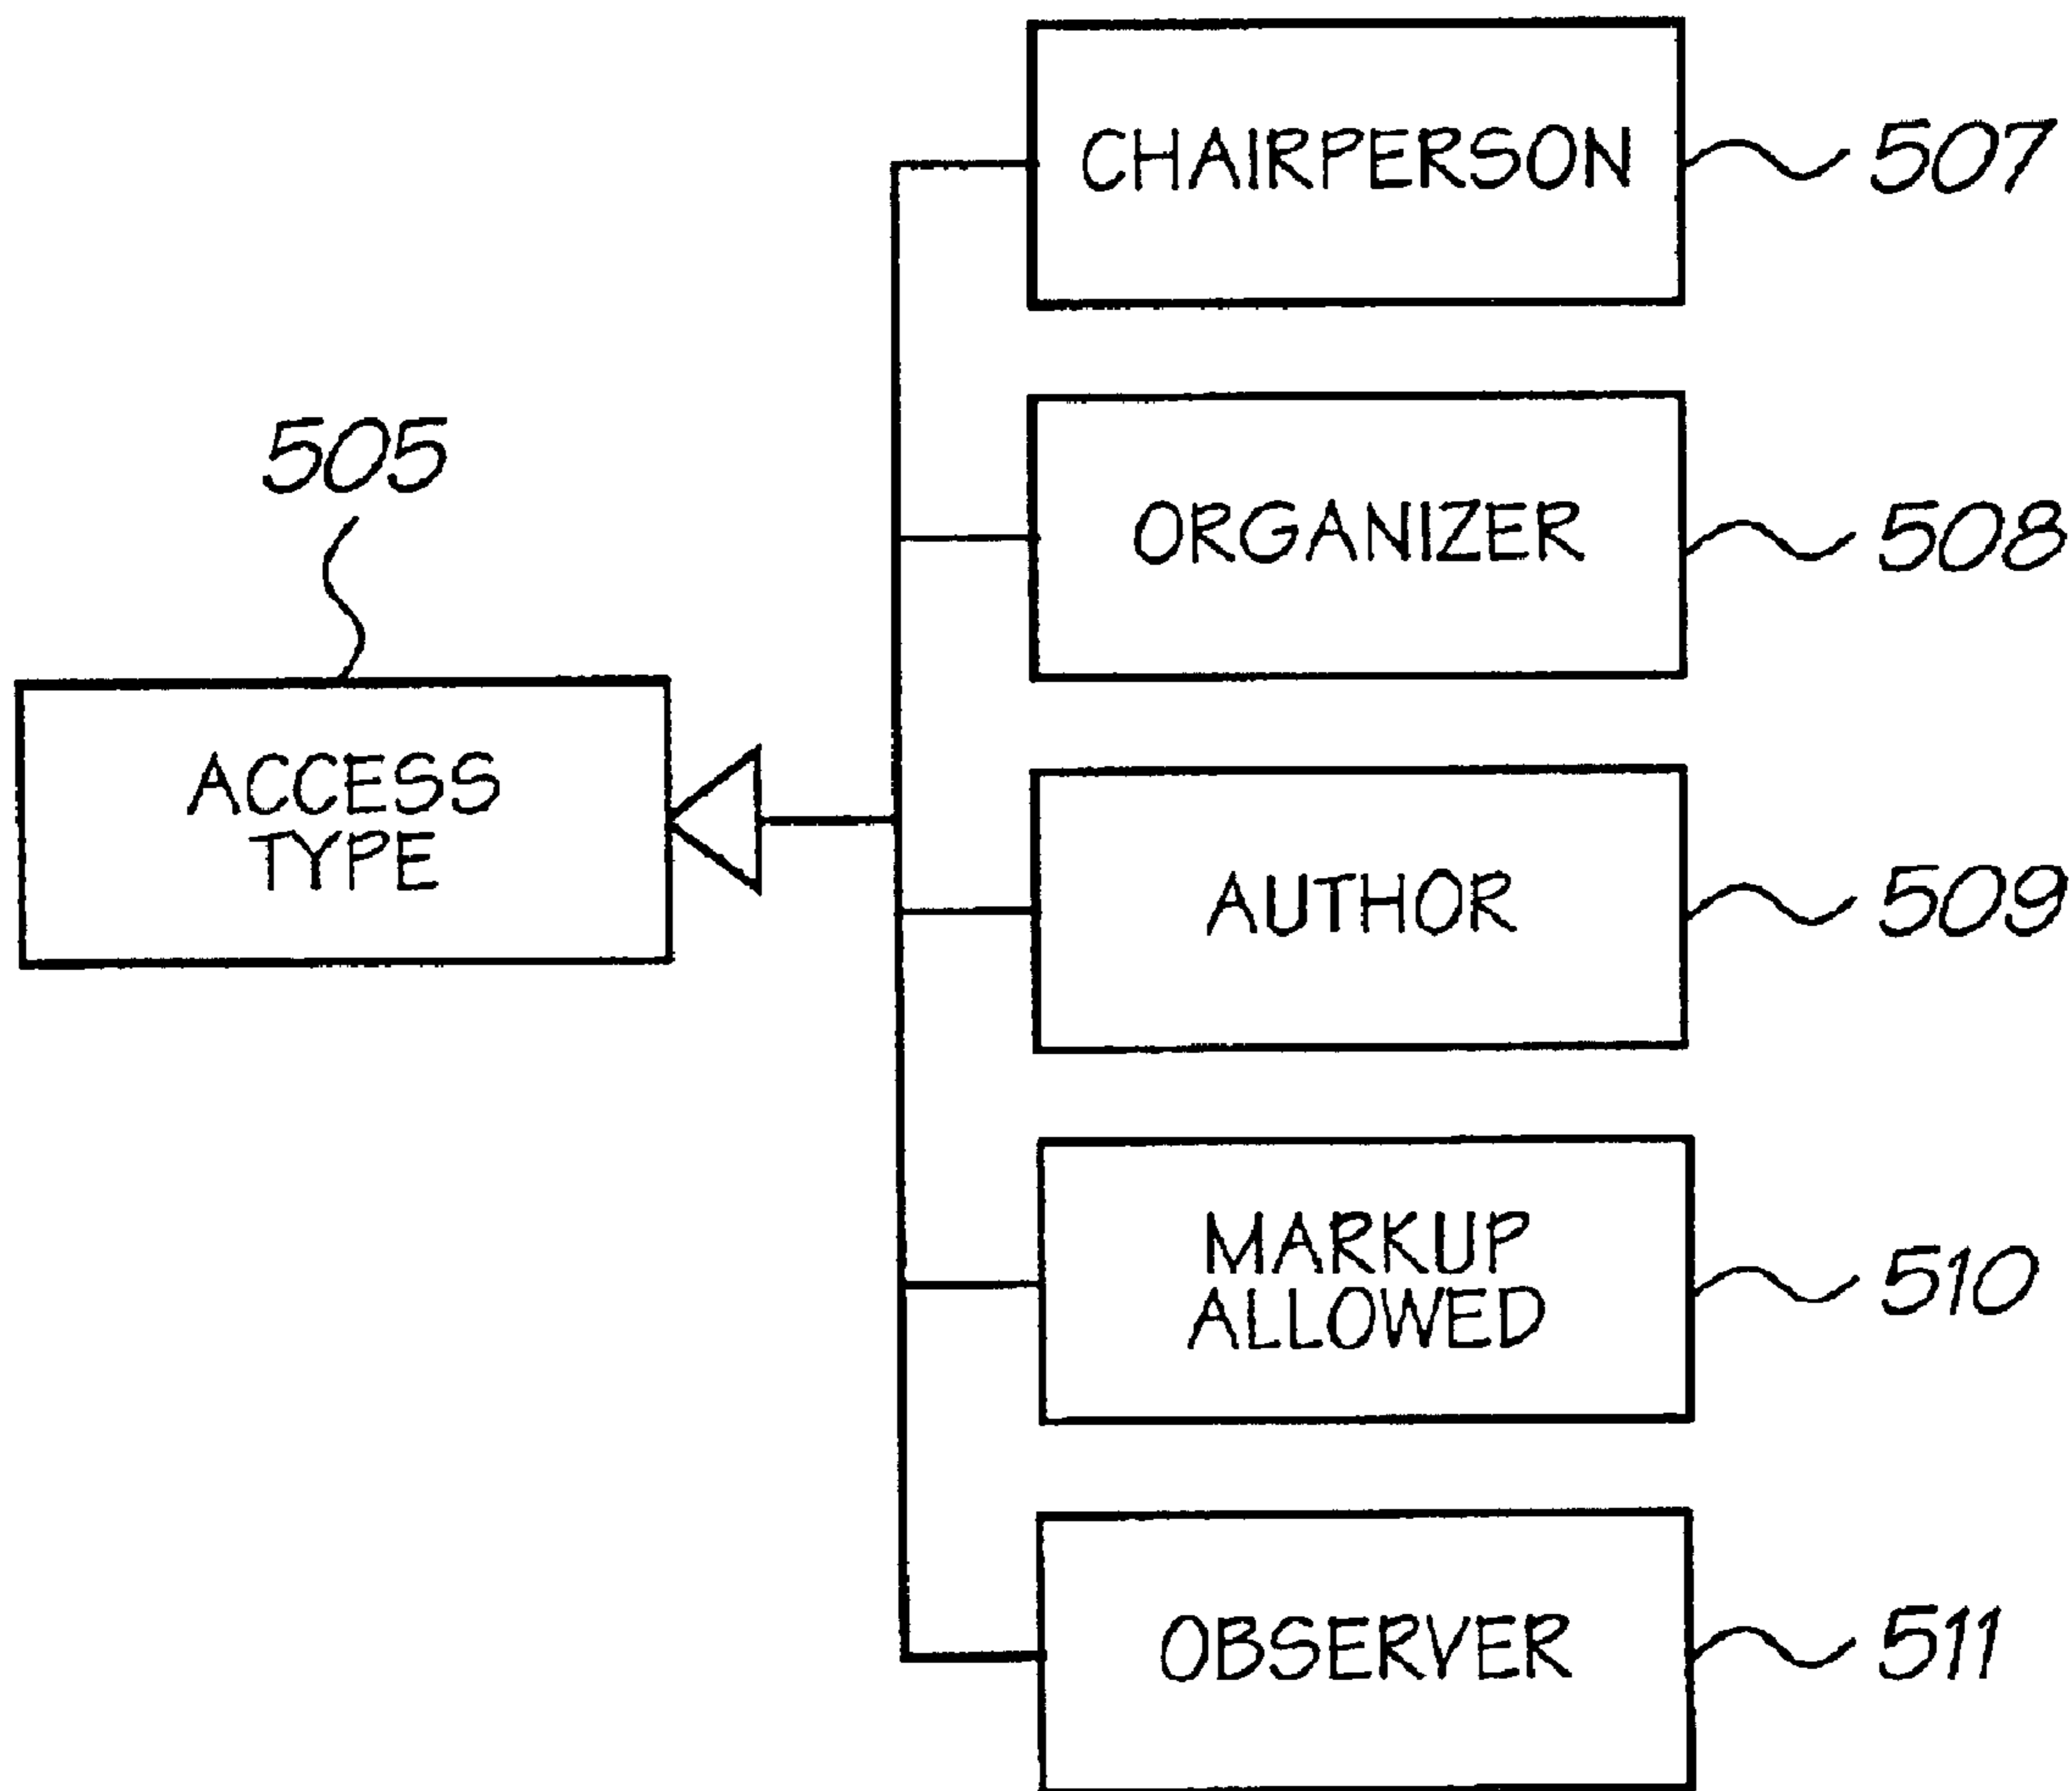 CHAIRPERSON
507
505
ORGANIZER
508
ACCESS
TYPE
AUTHOR
509
MARKUP
ALLOWED
510
OBSERVER
511